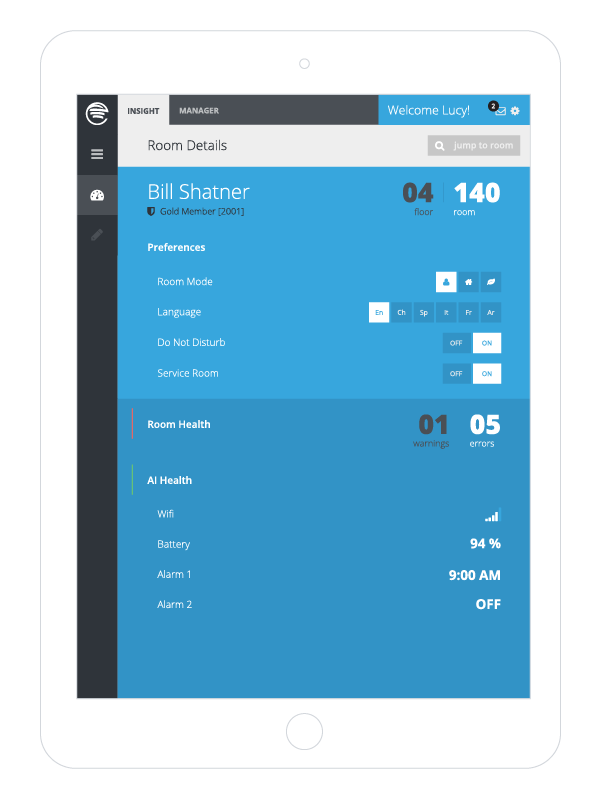 INSIGHT MANAGER Welcome Lucy! 2
Room Details jump to room
Bill Shatner 04 140
Gold Member [2001] floor room
Preferences
Room Mode
Language En Ch Sp It Fr Ar
Do Not Disturb OFF ON
Service Room OFF ON
Room Health 01 05
warnings errors
AI Health
Wifi
Battery 94 %
Alarm 1 9:00 AM
Alarm 2 OFF